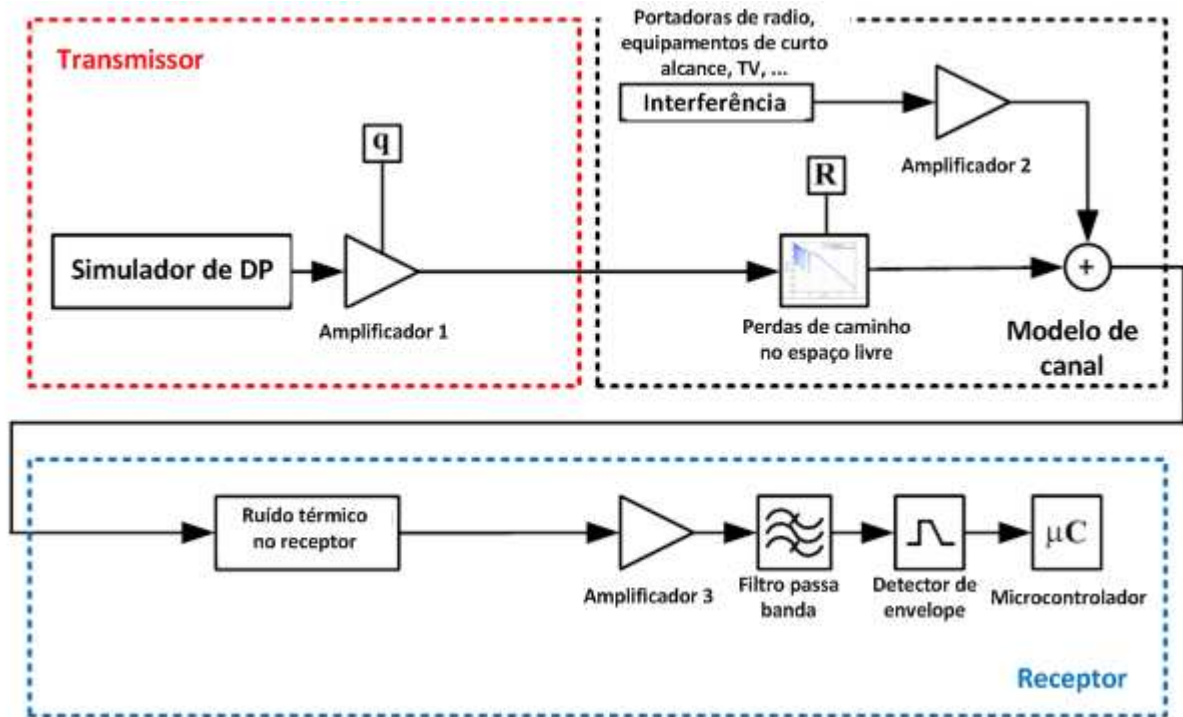 Transmissor
q
Simulador de DP
Amplificador 1
Portadoras de radio,
equipamentos de curto
alcance, TV, ...
Interferência
Amplificador 2
R
Perdas de caminho
no espaço livre
+
Modelo de
canal
Ruído térmico
no receptor
Amplificador 3
Filtro passa
banda
Detector de
envelope
μC
Microcontrolador
Receptor